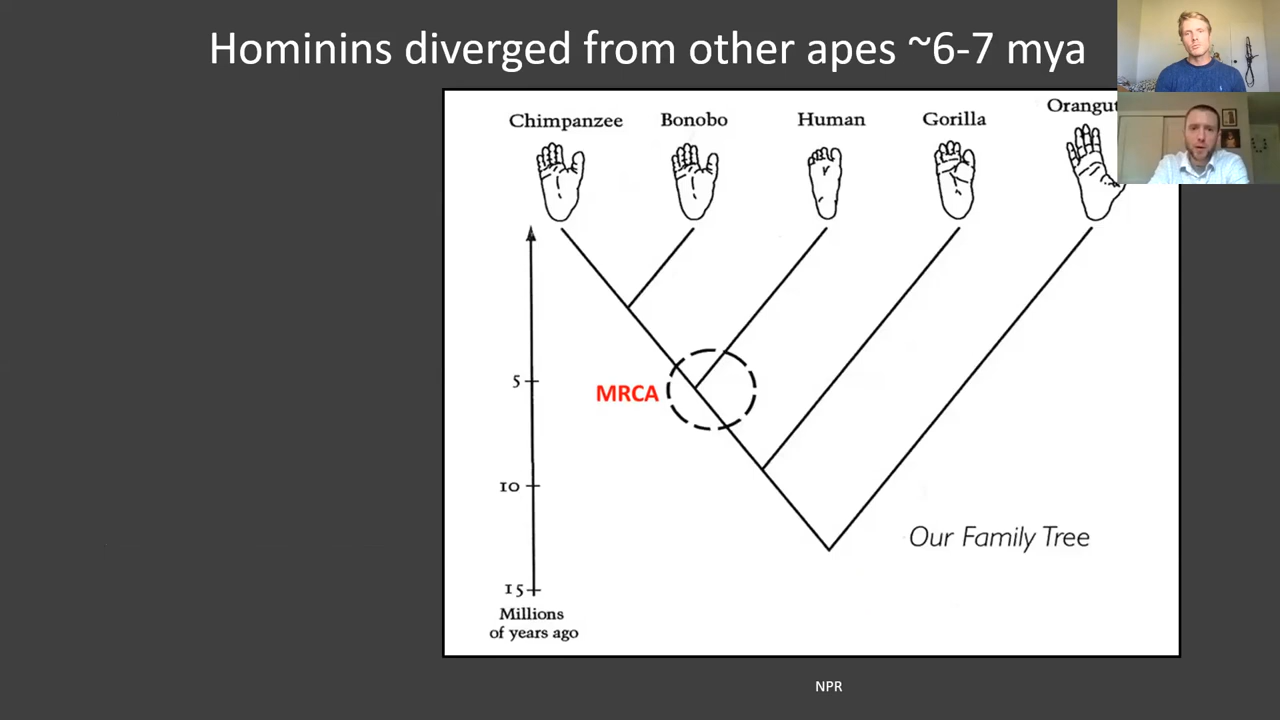 Hominins diverged from other apes ~6-7 mya
Chimpanzee Bonobo Human Gorilla Orangut
5
MRCA
10
Our Family Tree
15
Millions
of years ago
NPR